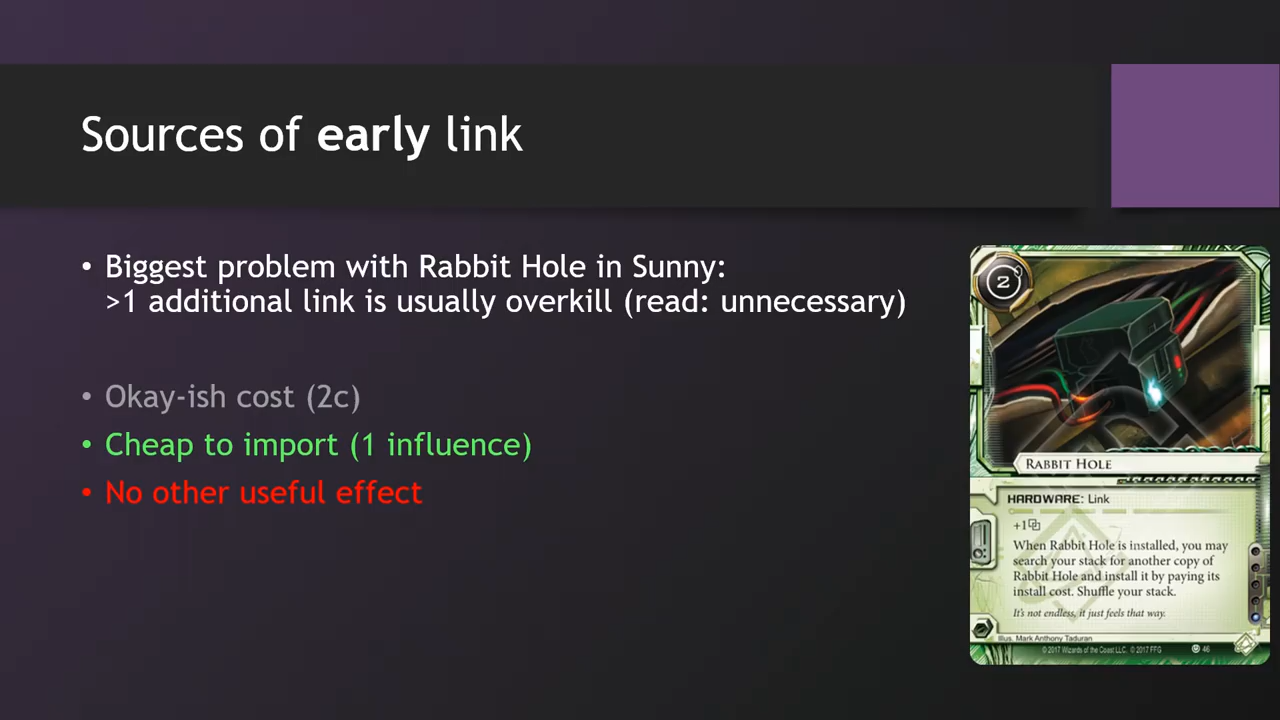 Sources of early link
• Biggest problem with Rabbit Hole in Sunny:
>1 additional link is usually overkill (read: unnecessary)
• Okay-ish cost (2c)
• Cheap to import (1 influence)
• No other useful effect
2
RABBIT HOLE
HARDWARE: Link
+1
When Rabbit Hole is installed, you may
search your stack for another copy of
Rabbit Hole and install it by paying its
install cost. Shuffle your stack.
It's not endless, it just feels that way.
Illus. Mark Anthony Taduran
© 2017 Wizards of the Coast LLC. © 2017 FFG
46